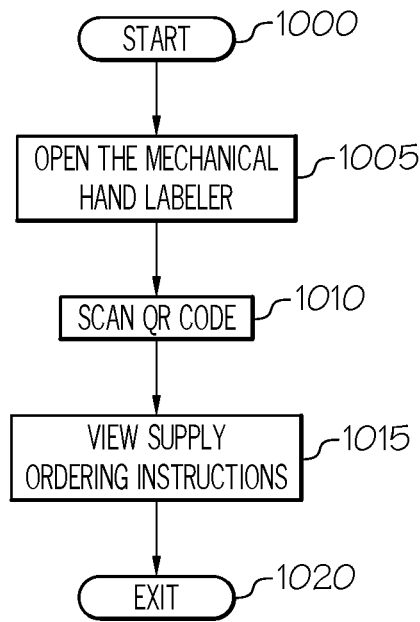 START
1000
OPEN THE MECHANICAL
HAND LABELER
1005
SCAN QR CODE
1010
VIEW SUPPLY
ORDERING INSTRUCTIONS
1015
EXIT
1020